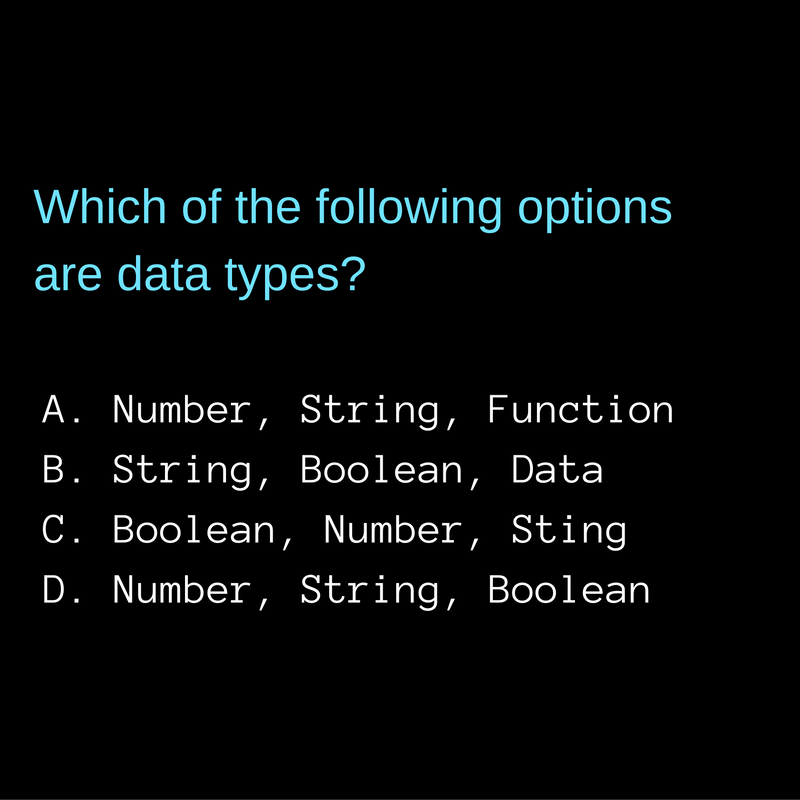 Which of the following options
are data types?
A. Number, String, Function
B. String, Boolean, Data
C. Boolean, Number, Sting
D. Number, String, Boolean